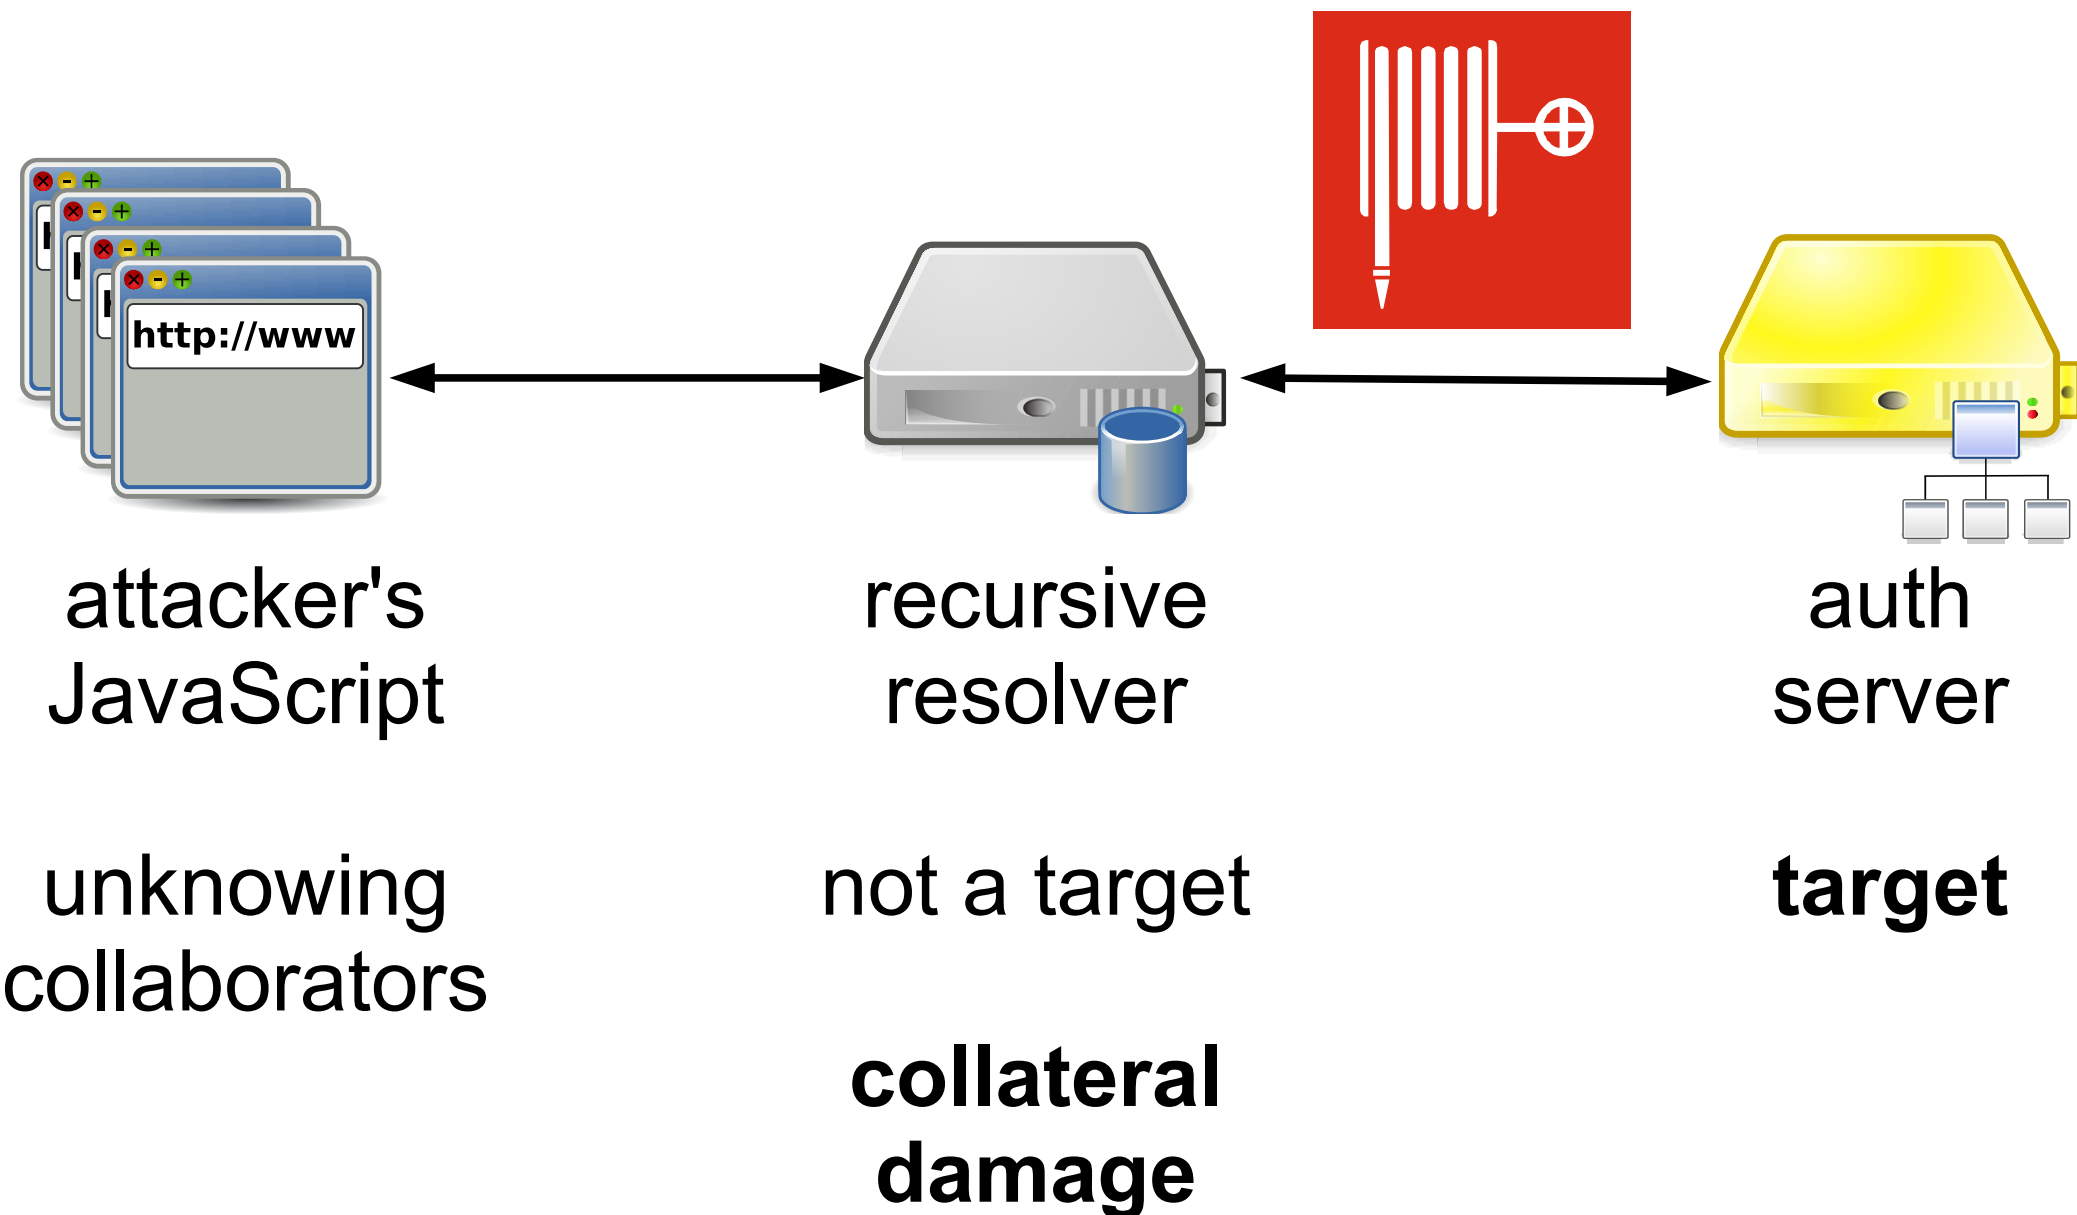 http://www
attacker's
JavaScript
unknowing
collaborators
recursive
resolver
not a target
collateral
damage
auth
server
target